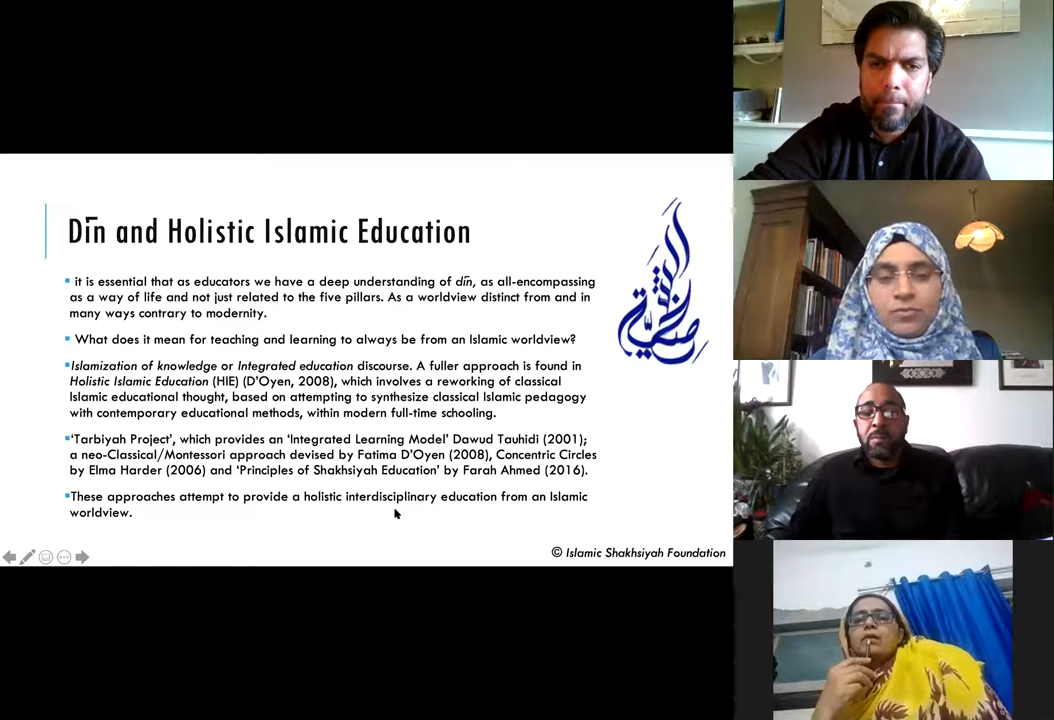 Dīn and Holistic Islamic Education
▪ it is essential that as educators we have a deep understanding of dīn, as all-encompassing
as a way of life and not just related to the five pillars. As a worldview distinct from and in
many ways contrary to modernity.
▪ What does it mean for teaching and learning to always be from an Islamic worldview?
▪Islamization of knowledge or Integrated education discourse. A fuller approach is found in
Holistic Islamic Education (HIE) (D'Oyen, 2008), which involves a reworking of classical
Islamic educational thought, based on attempting to synthesize classical Islamic pedagogy
with contemporary educational methods, within modern full-time schooling.
▪'Tarbiyah Project', which provides an 'Integrated Learning Model' Dawud Tauhidi (2001);
a neo-Classical/Montessori approach devised by Fatima D'Oyen (2008), Concentric Circles
by Elma Harder (2006) and 'Principles of Shakhsiyah Education' by Farah Ahmed (2016).
▪These approaches attempt to provide a holistic interdisciplinary education from an Islamic
worldview.
© Islamic Shakhsiyah Foundation